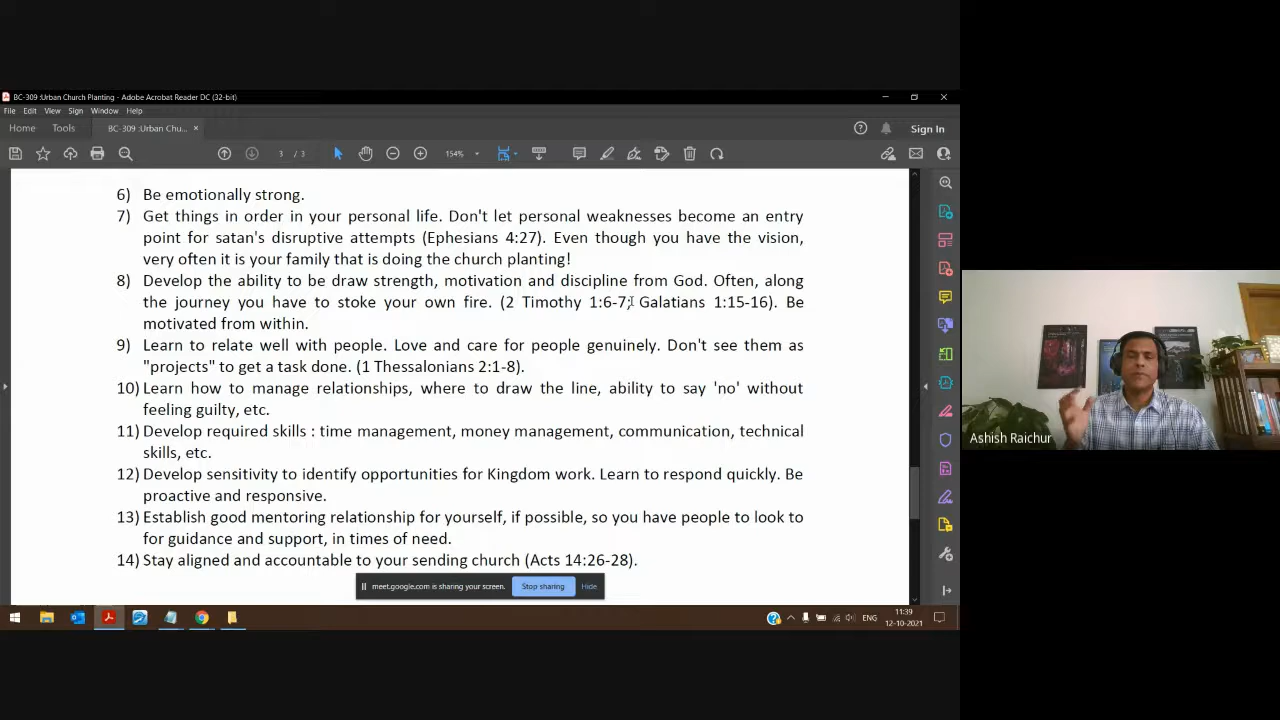 BC-309 :Urban Church Planting - Adobe Acrobat Reader DC (32-bit)
File Edit View Sign Window Help
Home Tools BC-309 :Urban Chu... × Sign In
3 / 3 154%
6) Be emotionally strong.
7) Get things in order in your personal life. Don't let personal weaknesses become an entry
point for satan's disruptive attempts (Ephesians 4:27). Even though you have the vision,
very often it is your family that is doing the church planting!
8) Develop the ability to be draw strength, motivation and discipline from God. Often, along
the journey you have to stoke your own fire. (2 Timothy 1:6-7; Galatians 1:15-16). Be
motivated from within.
9) Learn to relate well with people. Love and care for people genuinely. Don't see them as
"projects" to get a task done. (1 Thessalonians 2:1-8).
10) Learn how to manage relationships, where to draw the line, ability to say 'no' without
feeling guilty, etc.
11) Develop required skills : time management, money management, communication, technical
skills, etc.
12) Develop sensitivity to identify opportunities for Kingdom work. Learn to respond quickly. Be
proactive and responsive.
13) Establish good mentoring relationship for yourself, if possible, so you have people to look to
for guidance and support, in times of need.
14) Stay aligned and accountable to your sending church (Acts 14:26-28).
meet.google.com is sharing your screen. Stop sharing Hide
ENG 11:39
12-10-2021
Ashish Raichur